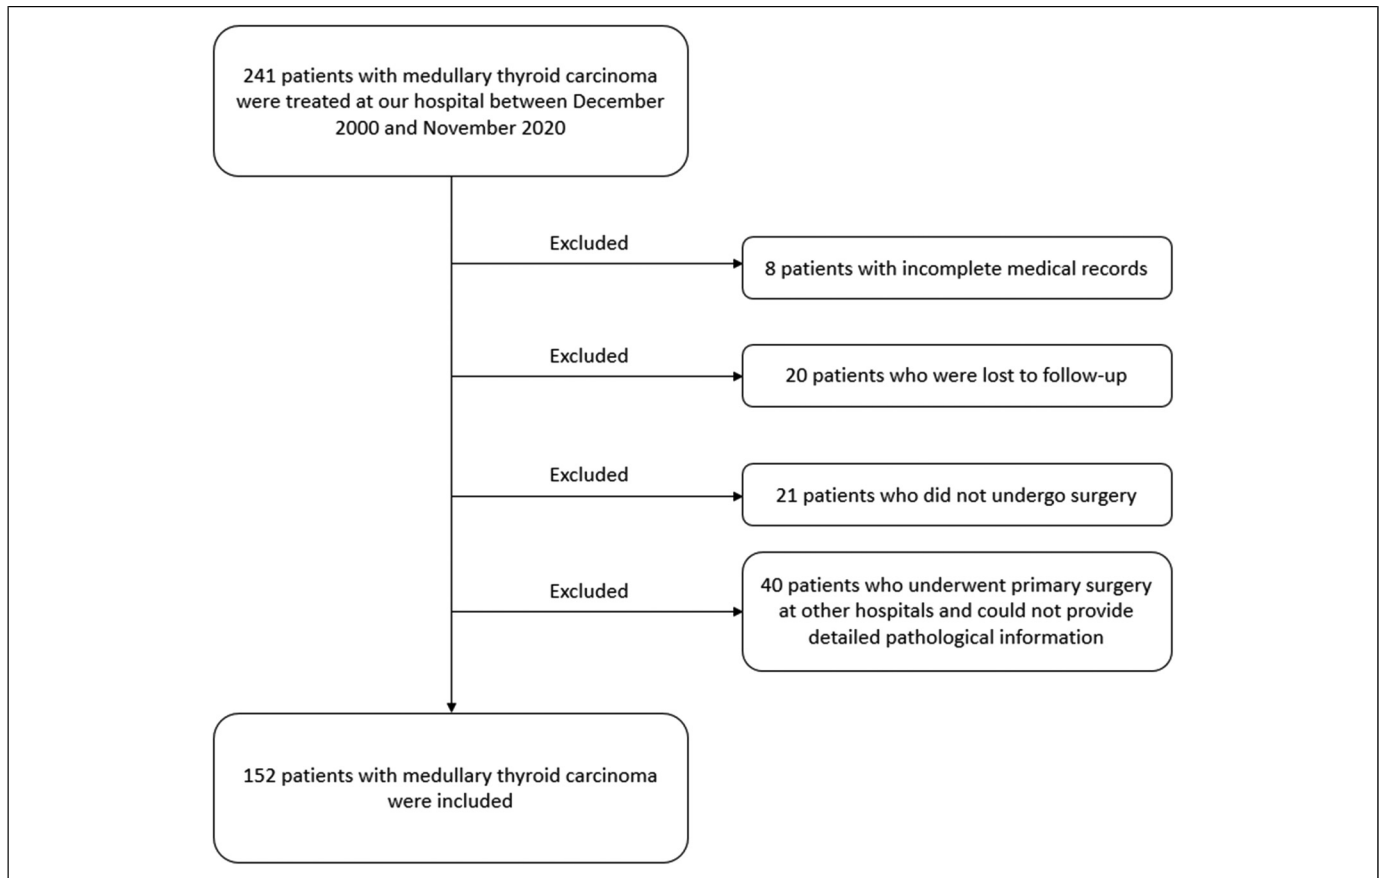 241 patients with medullary thyroid carcinoma
were treated at our hospital between December
2000 and November 2020
Excluded
8 patients with incomplete medical records
Excluded
20 patients who were lost to follow-up
Excluded
21 patients who did not undergo surgery
Excluded
40 patients who underwent primary surgery
at other hospitals and could not provide
detailed pathological information
152 patients with medullary thyroid carcinoma
were included